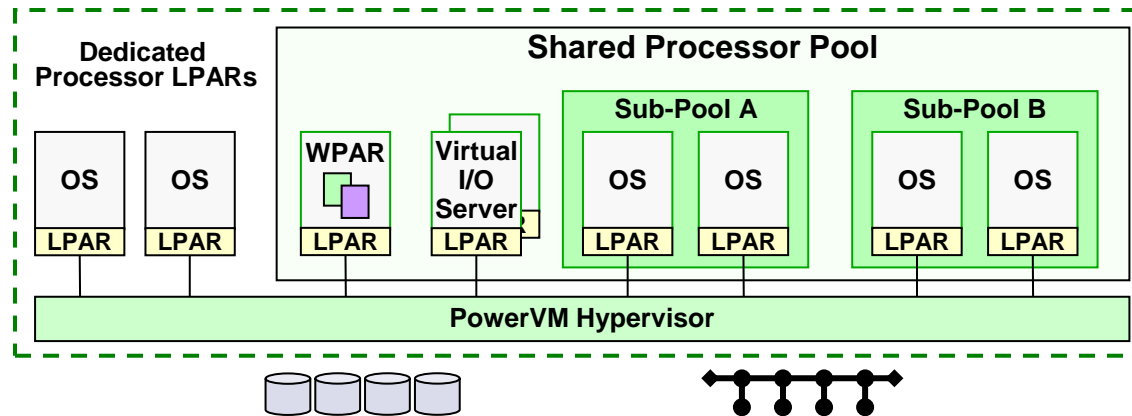 Dedicated
Processor LPARs
Shared Processor Pool
Sub-Pool A
Sub-Pool B
OS
OS
WPAR
Virtual
I/O
Server
OS
OS
OS
OS
LPAR
LPAR
LPAR
LPAR
R
LPAR
LPAR
LPAR
LPAR
PowerVM Hypervisor